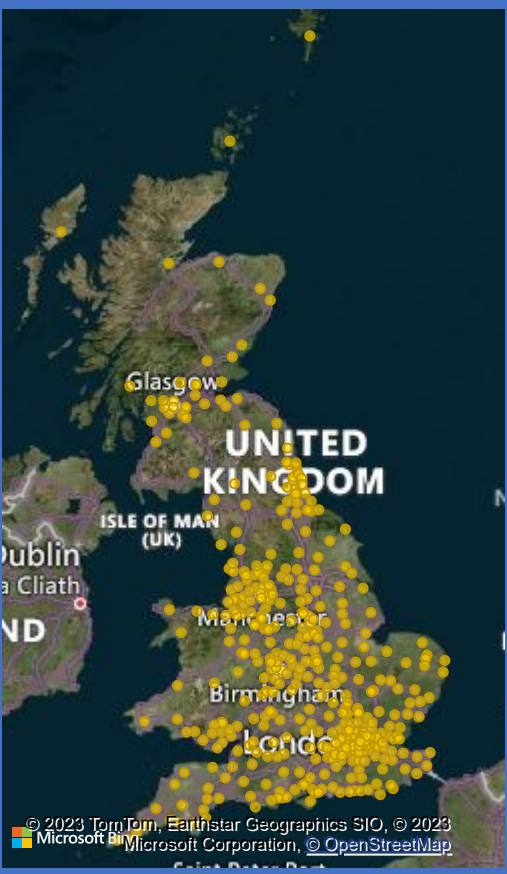 Glasgow
UNITED
KINGDOM
ISLE OF MAN
(UK)
Dublin
a Cliath
ND
Manchester
Birmingham
London
© 2023 TomTom, Earthstar Geographics SIO, © 2023
Microsoft Bing
Microsoft Corporation, © OpenStreetMap
Saint Peter Port